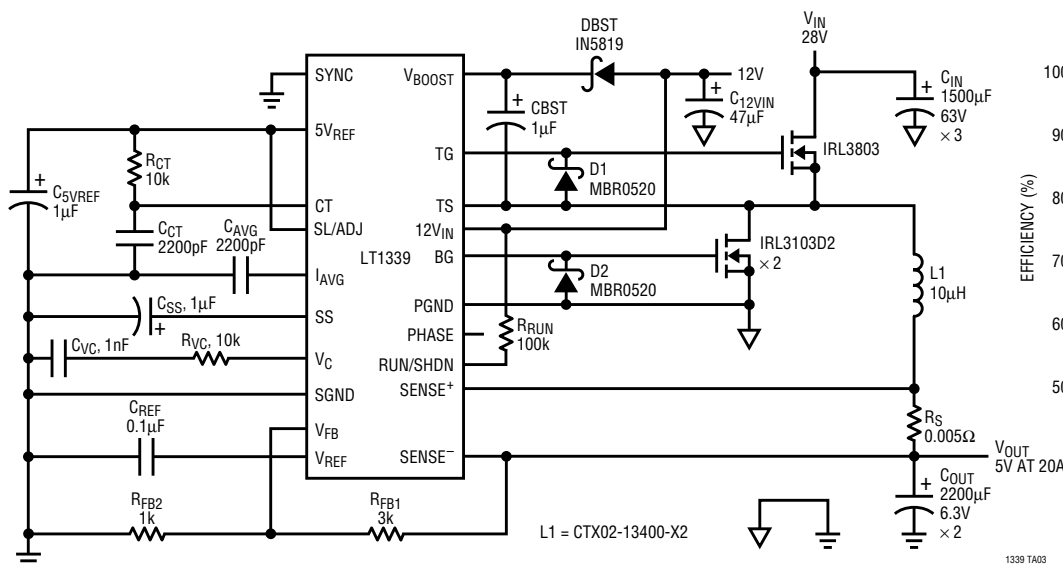 DBST
IN5819
VIN
28V
SYNC
VBOOST
12V
+
CBST
1µF
+
C12VIN
47µF
+
CIN
1500µF
63V
× 3
100
5VREF
RCT
10k
TG
D1
MBR0520
IRL3803
90
+
C5VREF
1µF
CT
TS
80
CCT
2200pF
CAVG
2200pF
SL/ADJ
12VIN
LT1339
BG
IRL3103D2
× 2
EFFICIENCY (%)
IAVG
D2
MBR0520
L1
10µH
70
CSS, 1µF
+
SS
PGND
PHASE
RRUN
100k
60
CVC, 1nF
RVC, 10k
VC
RUN/SHDN
SGND
SENSE+
50
CREF
0.1µF
VFB
RS
0.005Ω
VREF
SENSE−
VOUT
5V AT 20A
+
COUT
2200µF
6.3V
× 2
RFB2
1k
RFB1
3k
L1 = CTX02-13400-X2
1339 TA03